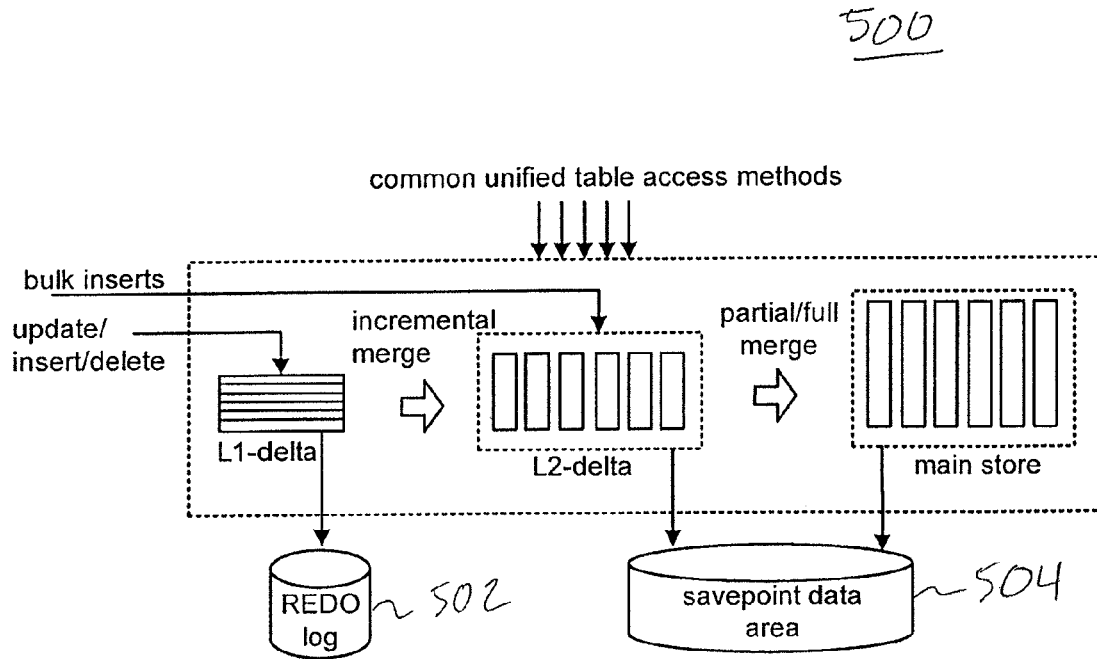 500
common unified table access methods
bulk inserts
update/
insert/delete
incremental
merge
partial/full
merge
L1-delta
L2-delta
main store
REDO
log
502
savepoint data
area
504